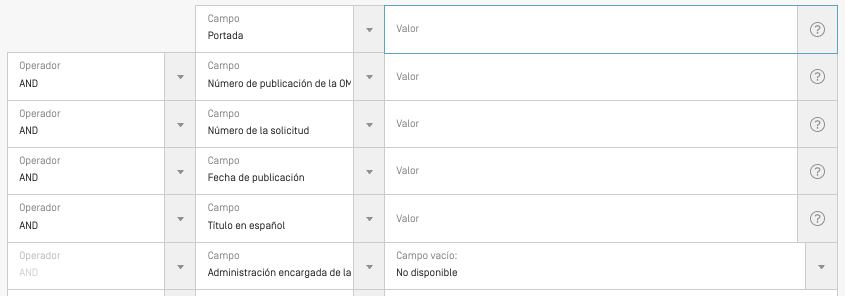 Campo
Portada
Valor
?
Operador
AND
Campo
Número de publicación de la OM
Valor
?
Operador
AND
Campo
Número de la solicitud
Valor
?
Operador
AND
Campo
Fecha de publicación
Valor
?
Operador
AND
Campo
Título en español
Valor
?
Operador
AND
Campo
Administración encargada de la
Campo vacío:
No disponible